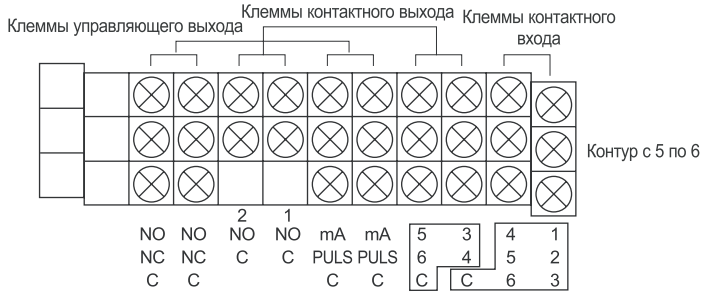 Клеммы управляющего выхода
Клеммы контактного выхода
Клеммы контактного
входа
Контур с 5 по 6
2 1
NO NO NO NO mA mA 5 3 4 1
NC NC C C PULS PULS 6 4 5 2
C C C C C C 6 3